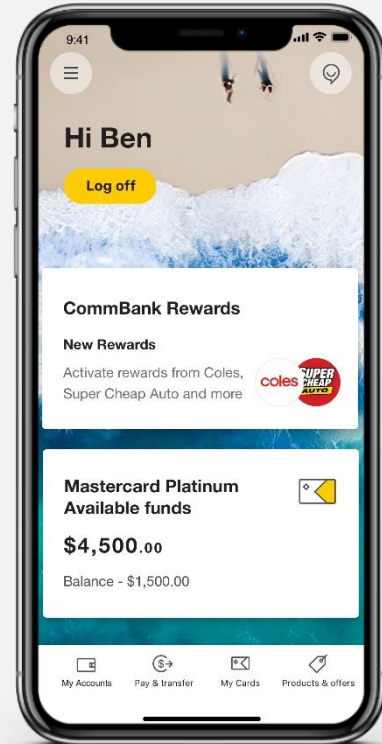 9:41
Hi Ben
Log off
CommBank Rewards
New Rewards
Activate rewards from Coles,
Super Cheap Auto and more
coles
SUPER
CHEAP
AUTO
Mastercard Platinum
Available funds
$4,500.00
Balance - $1,500.00
My Accounts Pay & transfer My Cards Products & offers